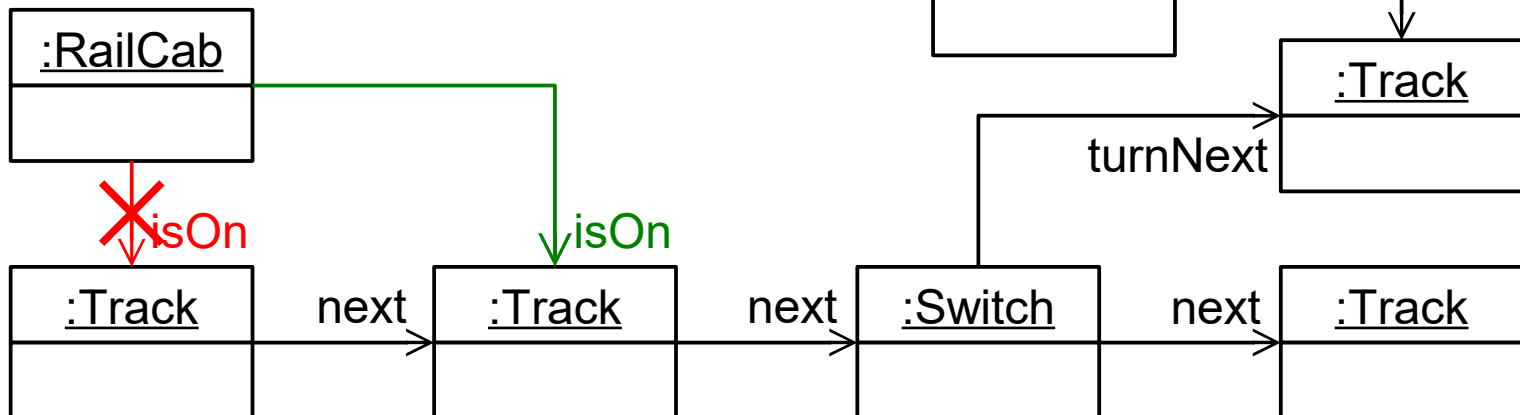 :RailCab
:Track
turnNext
isOn
isOn
:Track
next
:Track
next
:Switch
next
:Track